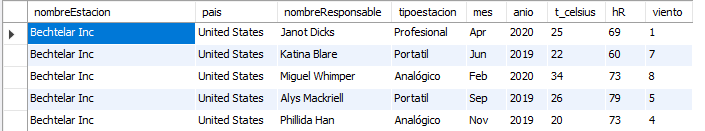 nombreEstacion pais nombreResponsable tipoestacion mes anio t_celsius hR viento
Bechtelar Inc United States Janot Dicks Profesional Apr 2020 25 69 1
Bechtelar Inc United States Katina Blare Portatil Jun 2019 22 60 7
Bechtelar Inc United States Miguel Whimper Analógico Feb 2020 34 73 8
Bechtelar Inc United States Alys Mackriell Portatil Sep 2019 26 79 5
Bechtelar Inc United States Phillida Han Analógico Nov 2019 20 73 4